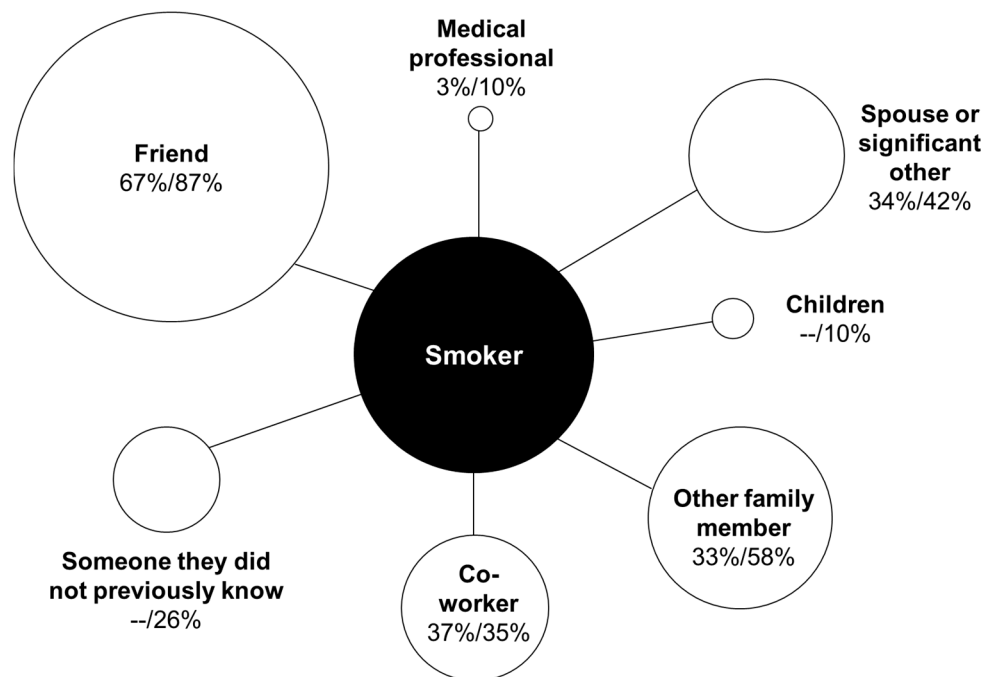 Medical
professional
3%/10%
Friend
67%/87%
Spouse or
significant
other
34%/42%
Children
--/10%
Smoker
Other family
member
33%/58%
Co-
worker
37%/35%
Someone they did
not previously know
--/26%